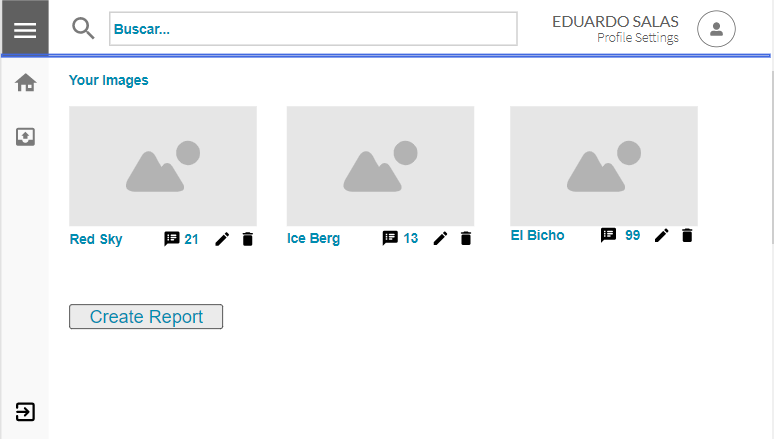 Buscar...
EDUARDO SALAS
Profile Settings
Your Images
Red Sky 21
Ice Berg 13
El Bicho 99
Create Report